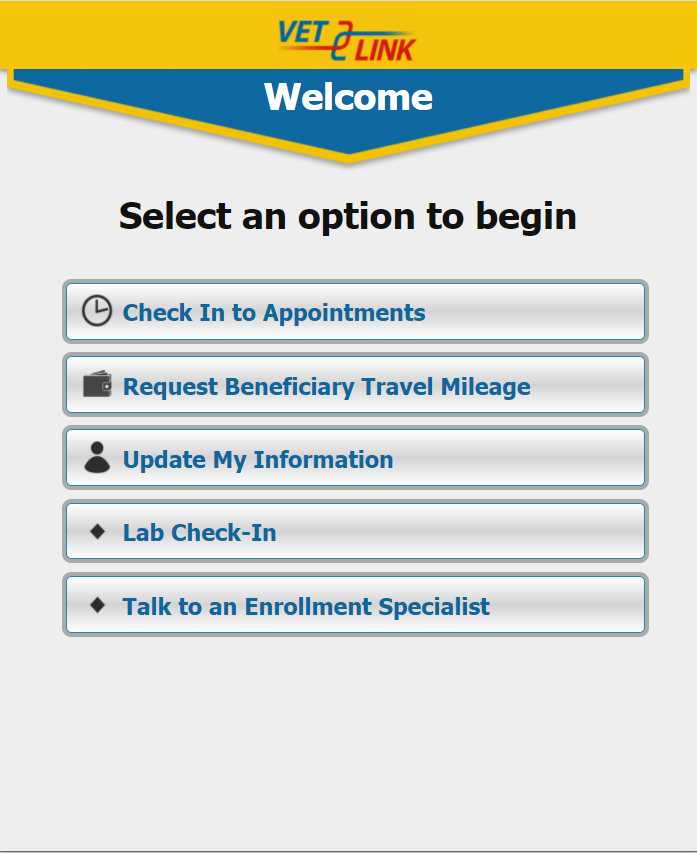 VET LINK
Welcome
Select an option to begin
Check In to Appointments
Request Beneficiary Travel Mileage
Update My Information
Lab Check-In
Talk to an Enrollment Specialist